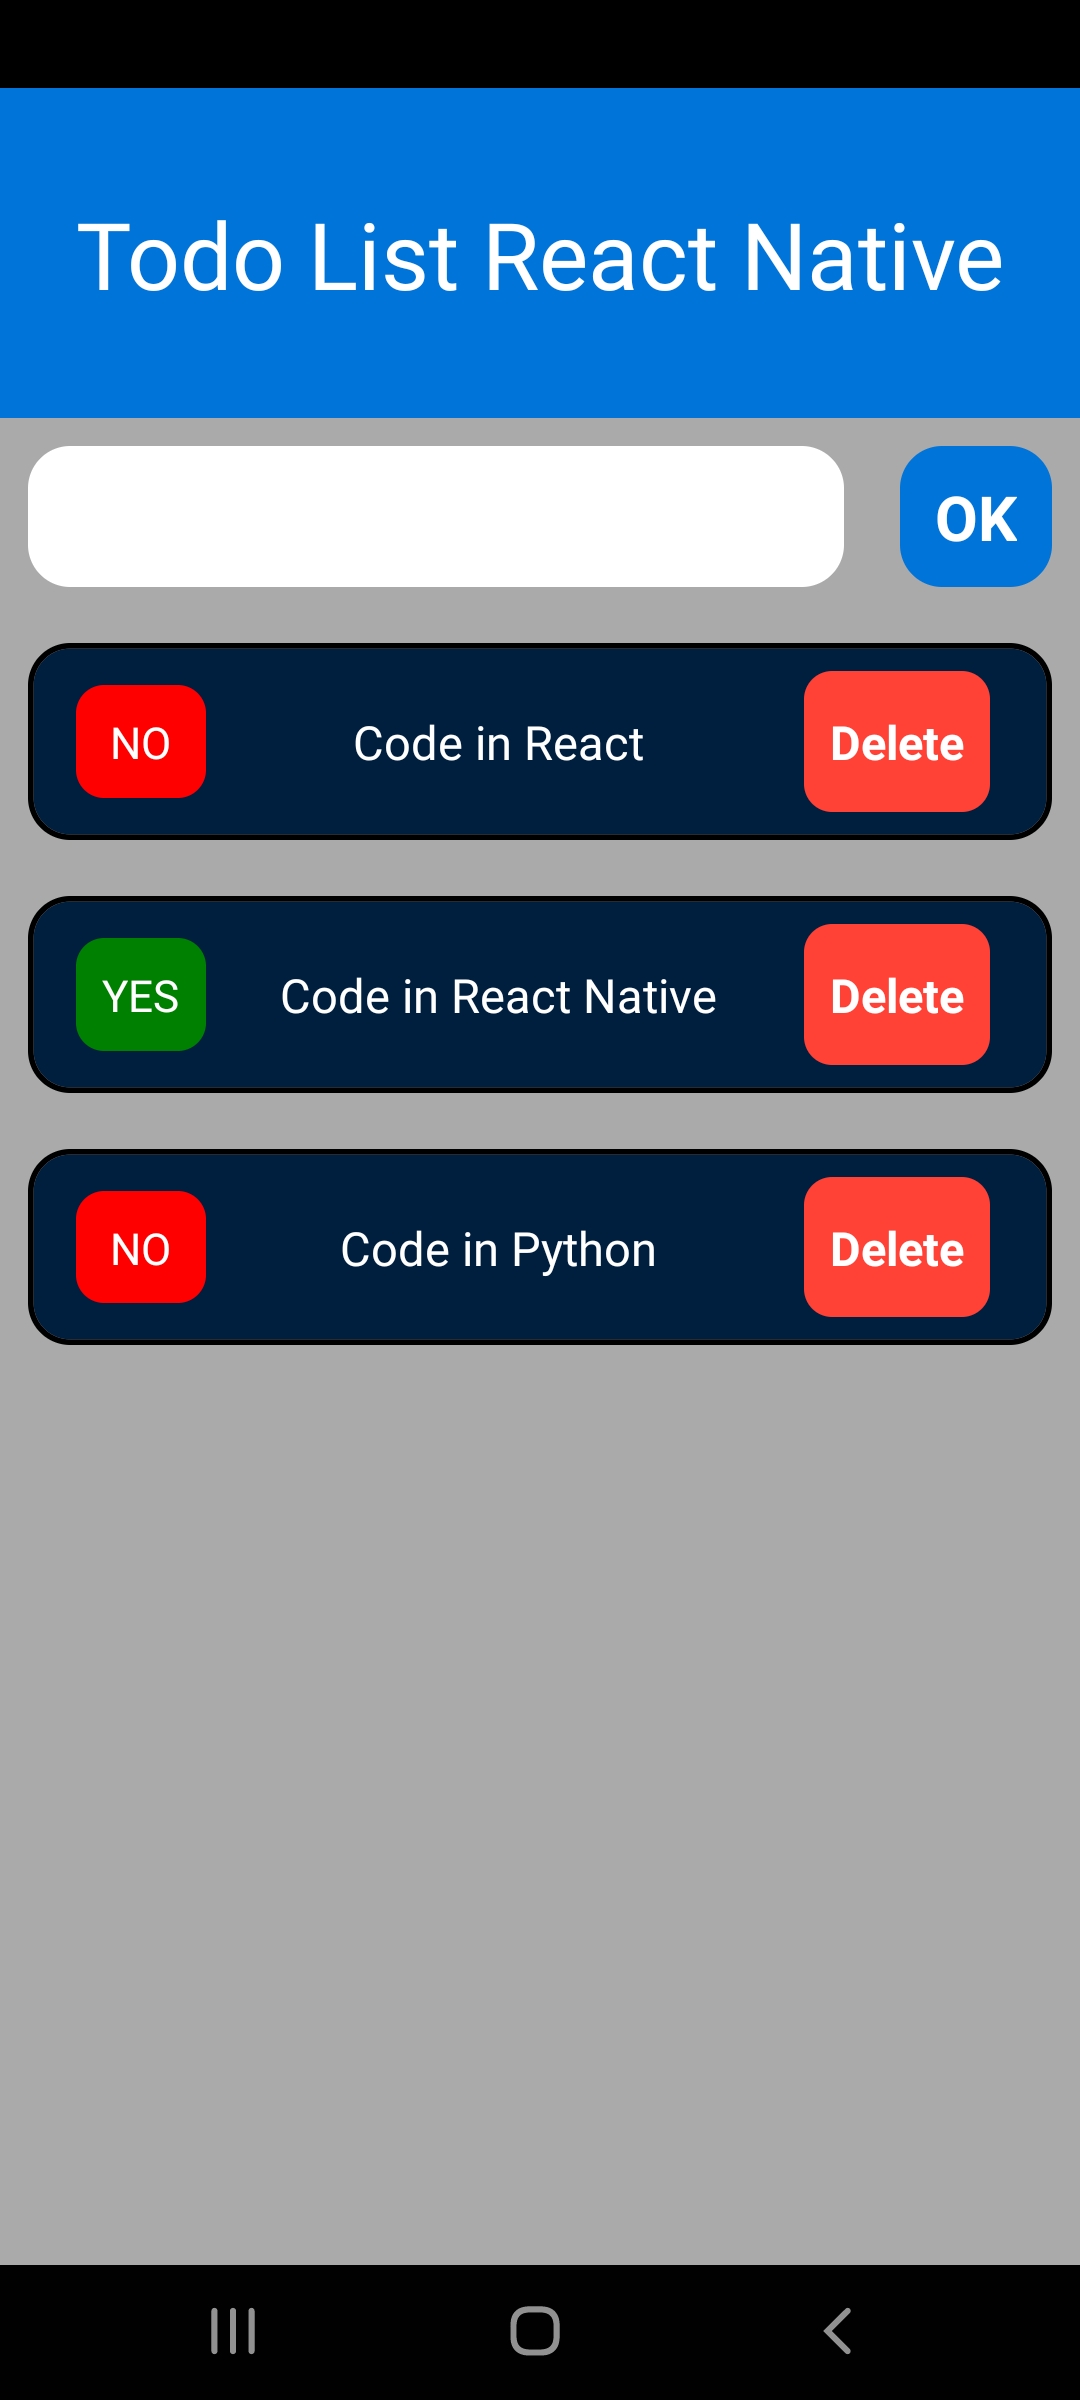 Todo List React Native
OK
NO Code in React Delete
YES Code in React Native Delete
NO Code in Python Delete